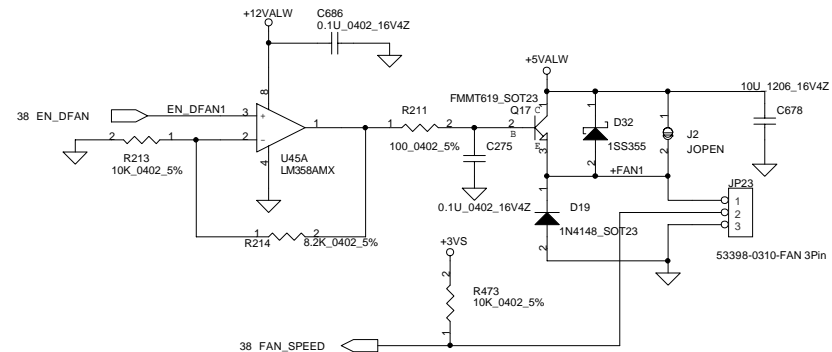 +12VALW
C686
0.1U_0402_16V4Z
+5VALW
FMMT619_SOT23
Q17
C
B
E
2
3
1
10U_1206_16V4Z
C678
38 EN_DFAN
EN_DFAN1
3
2
8
4
1
+
-
U45A
LM358AMX
2
1
R213
10K_0402_5%
1
2
R211
100_0402_5%
C275
0.1U_0402_16V4Z
1
2
D32
1SS355
1
2
J2
JOPEN
+FAN1
JP23
1
2
3
53398-0310-FAN 3Pin
1
2
D19
1N4148_SOT23
1
2
R214
8.2K_0402_5%
+3VS
2
1
R473
10K_0402_5%
38 FAN_SPEED